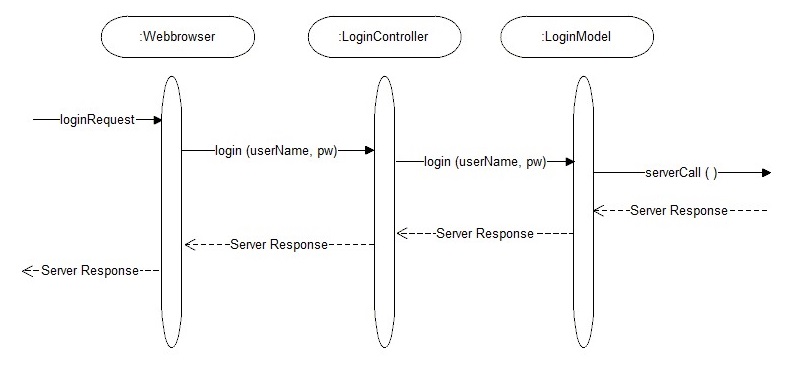 :Webbrowser
:LoginController
:LoginModel
loginRequest
login (userName, pw)
login (userName, pw)
serverCall ( )
Server Response
Server Response
Server Response
Server Response